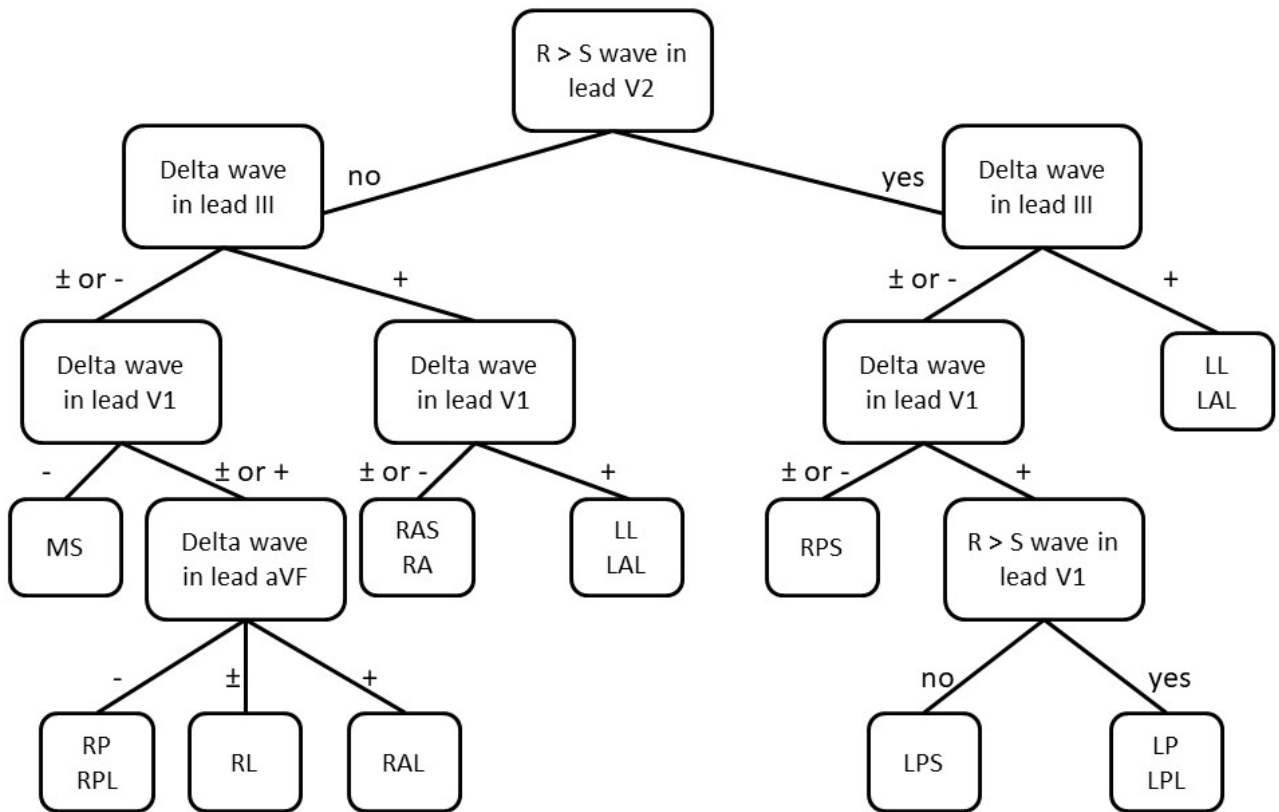 R > S wave in
lead V2
no
yes
Delta wave
in lead III
Delta wave
in lead III
± or -
+
± or -
+
Delta wave
in lead V1
Delta wave
in lead V1
Delta wave
in lead V1
LL
LAL
-
± or +
± or -
+
± or -
+
MS
Delta wave
in lead aVF
RAS
RA
LL
LAL
RPS
R > S wave in
lead V1
-
±
+
no
yes
RP
RPL
RL
RAL
LPS
LP
LPL